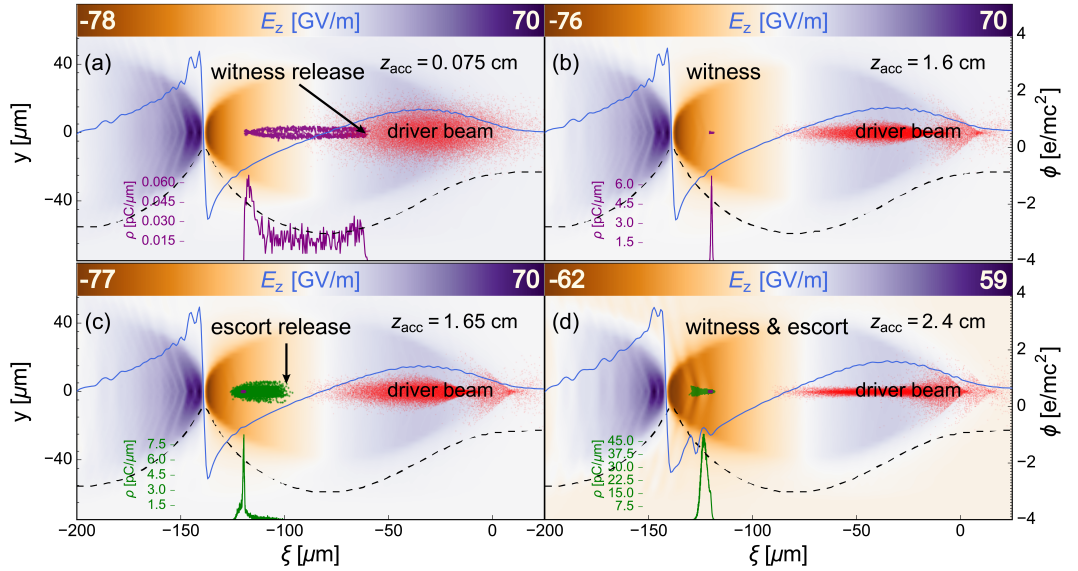 -78 E_z [GV/m] 70
-76 E_z [GV/m] 70
(a) witness release z_acc = 0.075 cm
driver beam
(b) witness z_acc = 1.6 cm
driver beam
y [μm]
40
0
−40
ρ [pC/μm]
0.060
0.045
0.030
0.015
ρ [pC/μm]
6.0
4.5
3.0
1.5
4
2
0
−2
−4
ϕ [e/mc²]
-77 E_z [GV/m] 70
-62 E_z [GV/m] 59
(c) escort release z_acc = 1.65 cm
driver beam
(d) witness & escort z_acc = 2.4 cm
driver beam
y [μm]
40
0
−40
ρ [pC/μm]
7.5
6.0
4.5
3.0
1.5
ρ [pC/μm]
45.0
37.5
30.0
22.5
15.0
7.5
4
2
0
−2
−4
ϕ [e/mc²]
−200 −150 −100 −50 0 −200 −150 −100 −50 0
ξ [μm] ξ [μm]